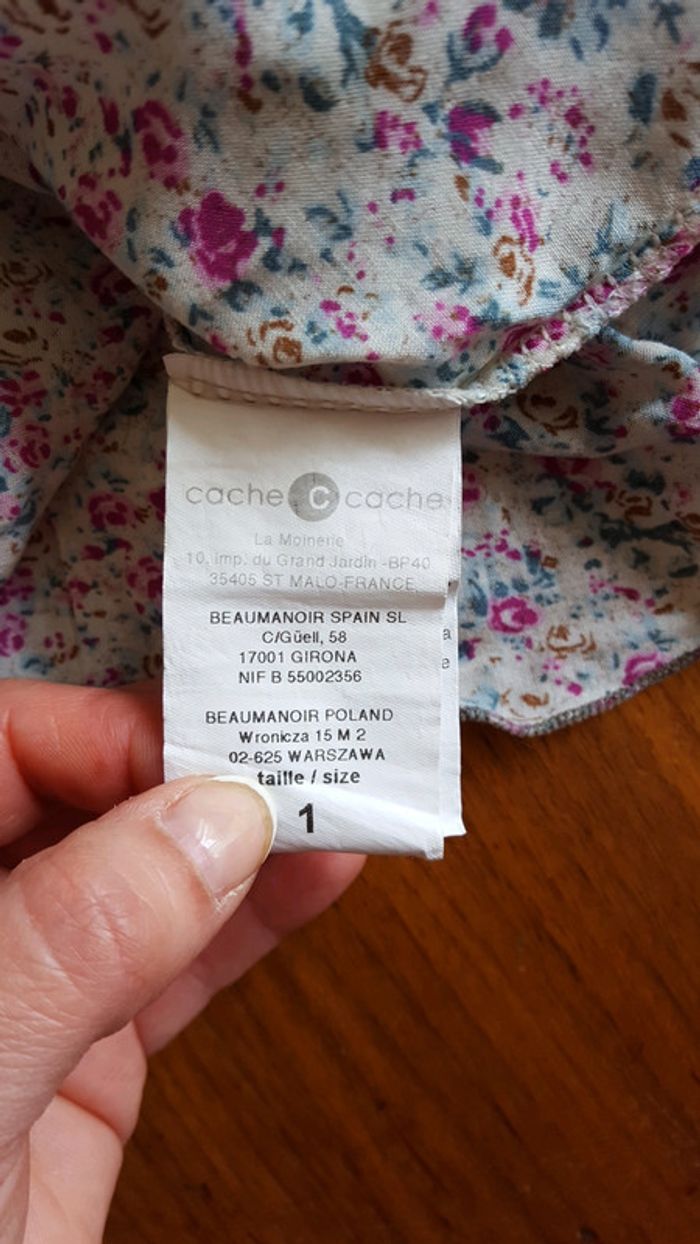 cache C cache
La Moinerie
10, imp. du Grand Jardin -BP40
35405 ST MALO-FRANCE
BEAUMANOIR SPAIN SL
C/Güell, 58
17001 GIRONA
NIF B 55002356
BEAUMANOIR POLAND
Wronicza 15 M 2
02-625 WARSZAWA
taille / size
1
a
e